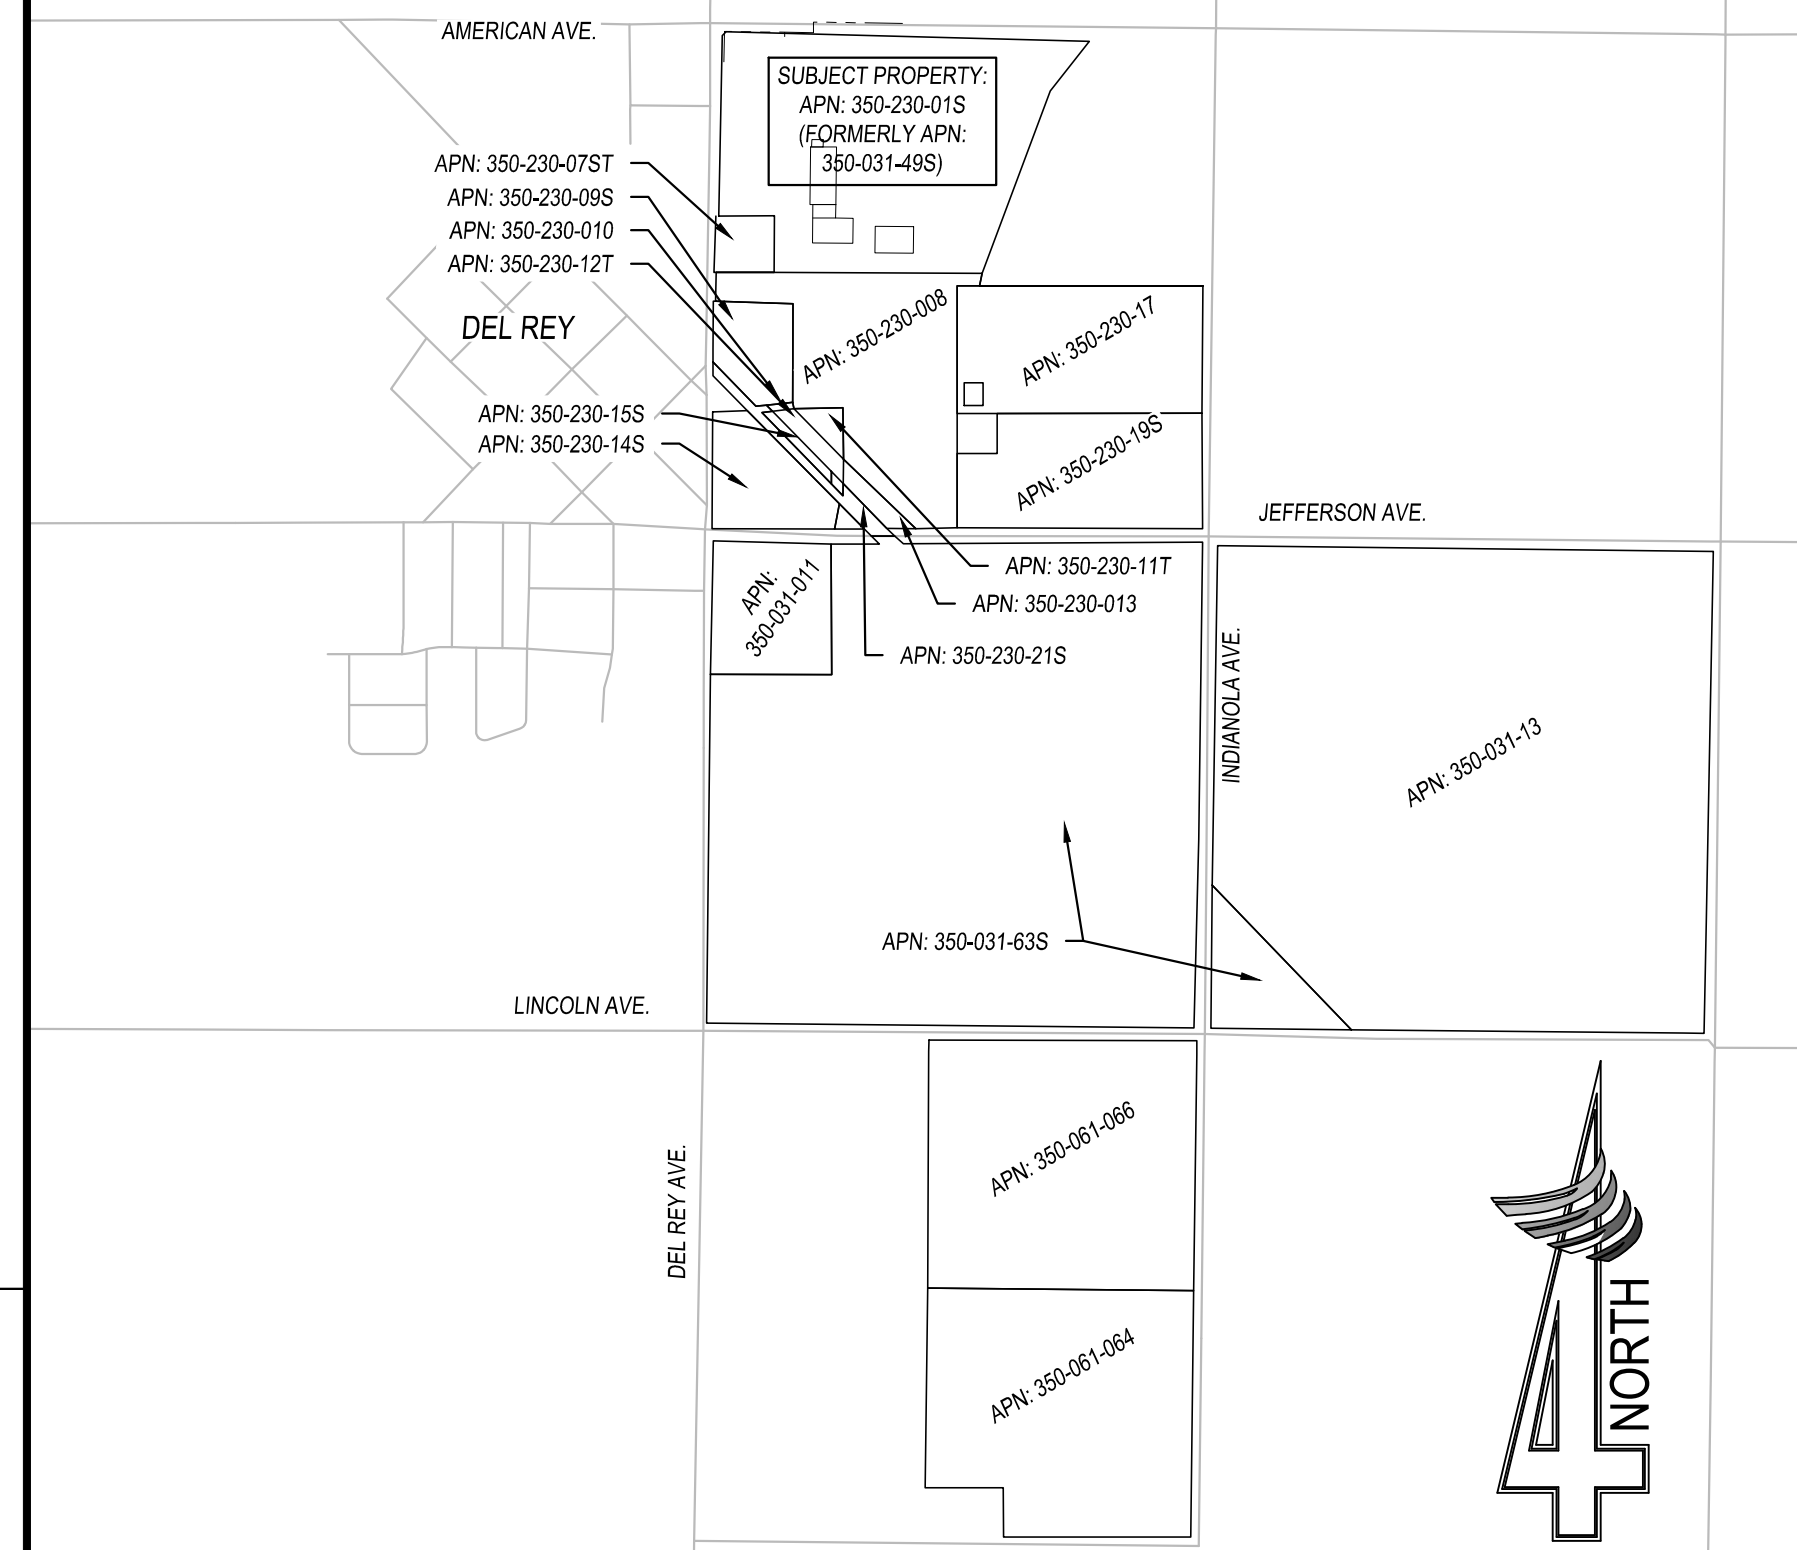 AMERICAN AVE.
SUBJECT PROPERTY:
APN: 350-230-01S
(FORMERLY APN:
350-031-49S)
APN: 350-230-07ST
APN: 350-230-09S
APN: 350-230-010
APN: 350-230-12T
DEL REY
APN: 350-230-008
APN: 350-230-17
APN: 350-230-15S
APN: 350-230-14S
APN: 350-230-19S
JEFFERSON AVE.
APN: 350-230-11T
APN:
350-031-011
APN: 350-230-013
APN: 350-230-21S
INDIANOLA AVE.
APN: 350-031-13
APN: 350-031-63S
LINCOLN AVE.
APN: 350-061-066
DEL REY AVE.
APN: 350-061-064
4
NORTH